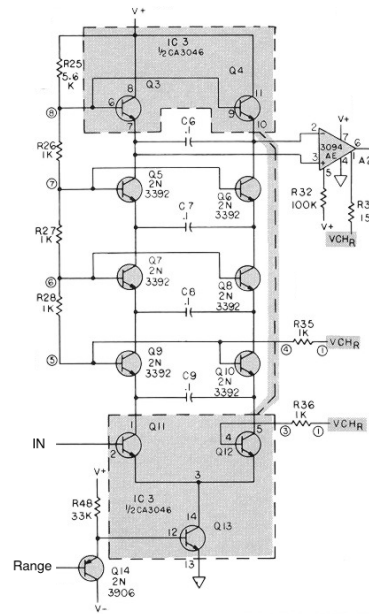 V+
R25
5.6
K
IC 3
1/2CA3046
Q3
Q4
8
11
⑧
6
9
7
10
C6
.1
V+
2
7
3094
AE
6
3
5
4
1
A2
R26
1K
⑦
Q5
2N
3392
Q6
2N
3392
R32
100K
V+
R3
15
VCHR
C7
.1
R27
1K
⑥
Q7
2N
3392
Q8
2N
3392
R28
1K
C8
.1
⑤
Q9
2N
3392
Q10
2N
3392
R35
1K
④
①
VCHR
C9
.1
R36
1K
③
①
VCHR
IN
1
Q11
2
5
4
Q12
V+
R48
33K
3
IC 3
1/2CA3046
14
12
Q13
13
Range
Q14
2N
3906
V-